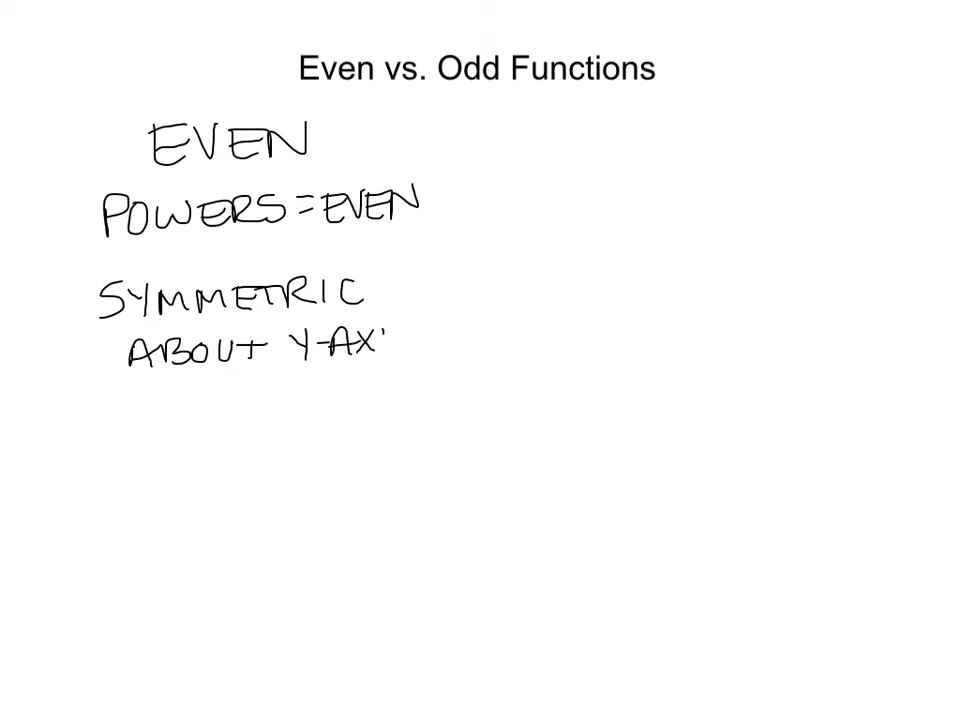 Even vs. Odd Functions
EVEN
POWERS = EVEN
SYMMETRIC
ABOUT Y-AX'